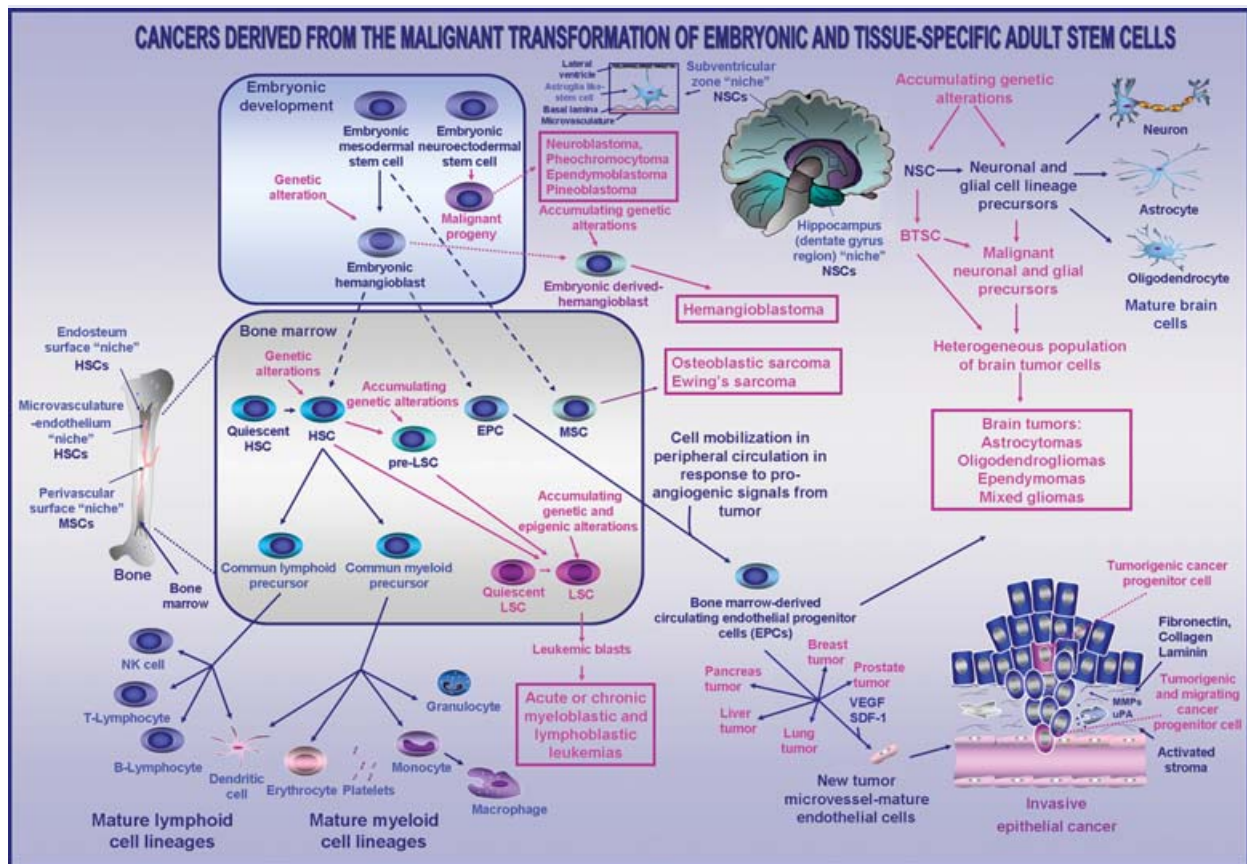 CANCERS DERIVED FROM THE MALIGNANT TRANSFORMATION OF EMBRYONIC AND TISSUE-SPECIFIC ADULT STEM CELLS
Embryonic
development
Embryonic
mesodermal
stem cell
Embryonic
neuroectodermal
stem cell
Genetic
alteration
Malignant
progeny
Embryonic
hemangioblast
Lateral
ventricle
Astroglia like-
stem cell
Basal lamina
Microvasculature
Subventricular
zone “niche”
NSCs
Neuroblastoma,
Pheochromocytoma
Ependymoblastoma
Pineoblastoma
Accumulating genetic
alterations
Embryonic derived-
hemangioblast
Hemangioblastoma
Hippocampus
(dentate gyrus
region) “niche”
NSCs
Accumulating genetic
alterations
NSC
Neuronal and
glial cell lineage
precursors
BTSC
Malignant
neuronal and glial
precursors
Neuron
Astrocyte
Oligodendrocyte
Mature brain
cells
Heterogeneous population
of brain tumor cells
Brain tumors:
Astrocytomas
Oligodendrogliomas
Ependymomas
Mixed gliomas
Endosteum
surface “niche”
HSCs
Microvasculature
-endothelium
“niche”
HSCs
Perivascular
surface “niche”
MSCs
Bone
Bone
marrow
Bone marrow
Genetic
alterations
Accumulating
genetic alterations
Quiescent
HSC
HSC
pre-LSC
EPC
MSC
Osteoblastic sarcoma
Ewing’s sarcoma
Accumulating
genetic and
epigenic alterations
Commun lymphoid
precursor
Commun myeloid
precursor
Quiescent
LSC
LSC
Cell mobilization in
peripheral circulation in
response to pro-
angiogenic signals from
tumor
Bone marrow-derived
circulating endothelial progenitor
cells (EPCs)
NK cell
T-Lymphocyte
B-Lymphocyte
Dendritic
cell
Erythrocyte
Platelets
Granulocyte
Monocyte
Macrophage
Mature lymphoid
cell lineages
Mature myeloid
cell lineages
Leukemic blasts
Acute or chronic
myeloblastic and
lymphoblastic
leukemias
Breast
tumor
Pancreas
tumor
Prostate
tumor
Liver
tumor
Lung
tumor
VEGF
SDF-1
New tumor
microvessel-mature
endothelial cells
Tumorigenic cancer
progenitor cell
Fibronectin,
Collagen
Laminin
MMPs
uPA
Tumorigenic and
migrating
cancer
progenitor cell
Activated
stroma
Invasive
epithelial cancer